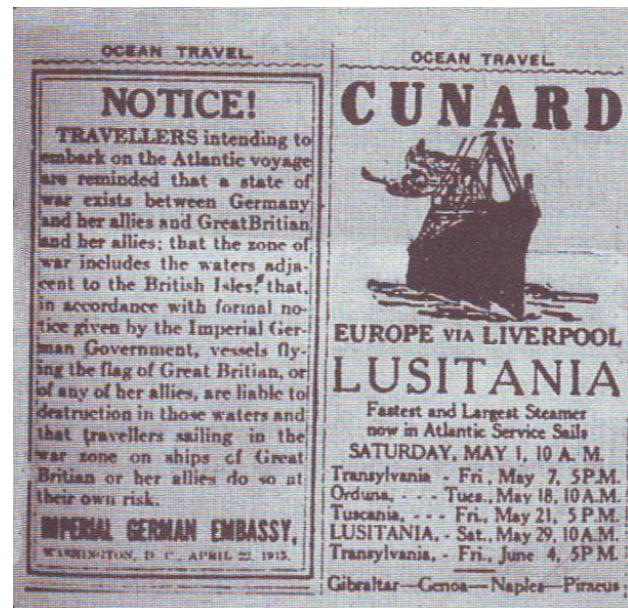 OCEAN TRAVEL
NOTICE!
TRAVELLERS intending to
embark on the Atlantic voyage
are reminded that a state of
war exists between Germany
and her allies and Great Britian
and her allies; that the zone of
war includes the waters adja-
cent to the British Isles; that,
in accordance with formal no-
tice given by the Imperial Ger-
man Government, vessels fly-
ing the flag of Great Britian, or
of any of her allies, are liable to
destruction in those waters and
that travellers sailing in the
war zone on ships of Great
Britian or her allies do so at
their own risk.
IMPERIAL GERMAN EMBASSY,
WASHINGTON, D. C., APRIL 22, 1915.
OCEAN TRAVEL
CUNARD
EUROPE VIA LIVERPOOL
LUSITANIA
Fastest and Largest Steamer
now in Atlantic Service Sails
SATURDAY, MAY 1, 10 A. M.
Transylvania - Fri., May 7, 5 P.M.
Orduna, - - - Tues., May 18, 10 A.M.
Tuscania, - - - Fri., May 21, 5 P.M.
LUSITANIA, - Sat., May 29, 10 A.M.
Transylvania, - Fri., June 4, 5 P.M.
Gibraltar—Genoa—Naples—Piraeus